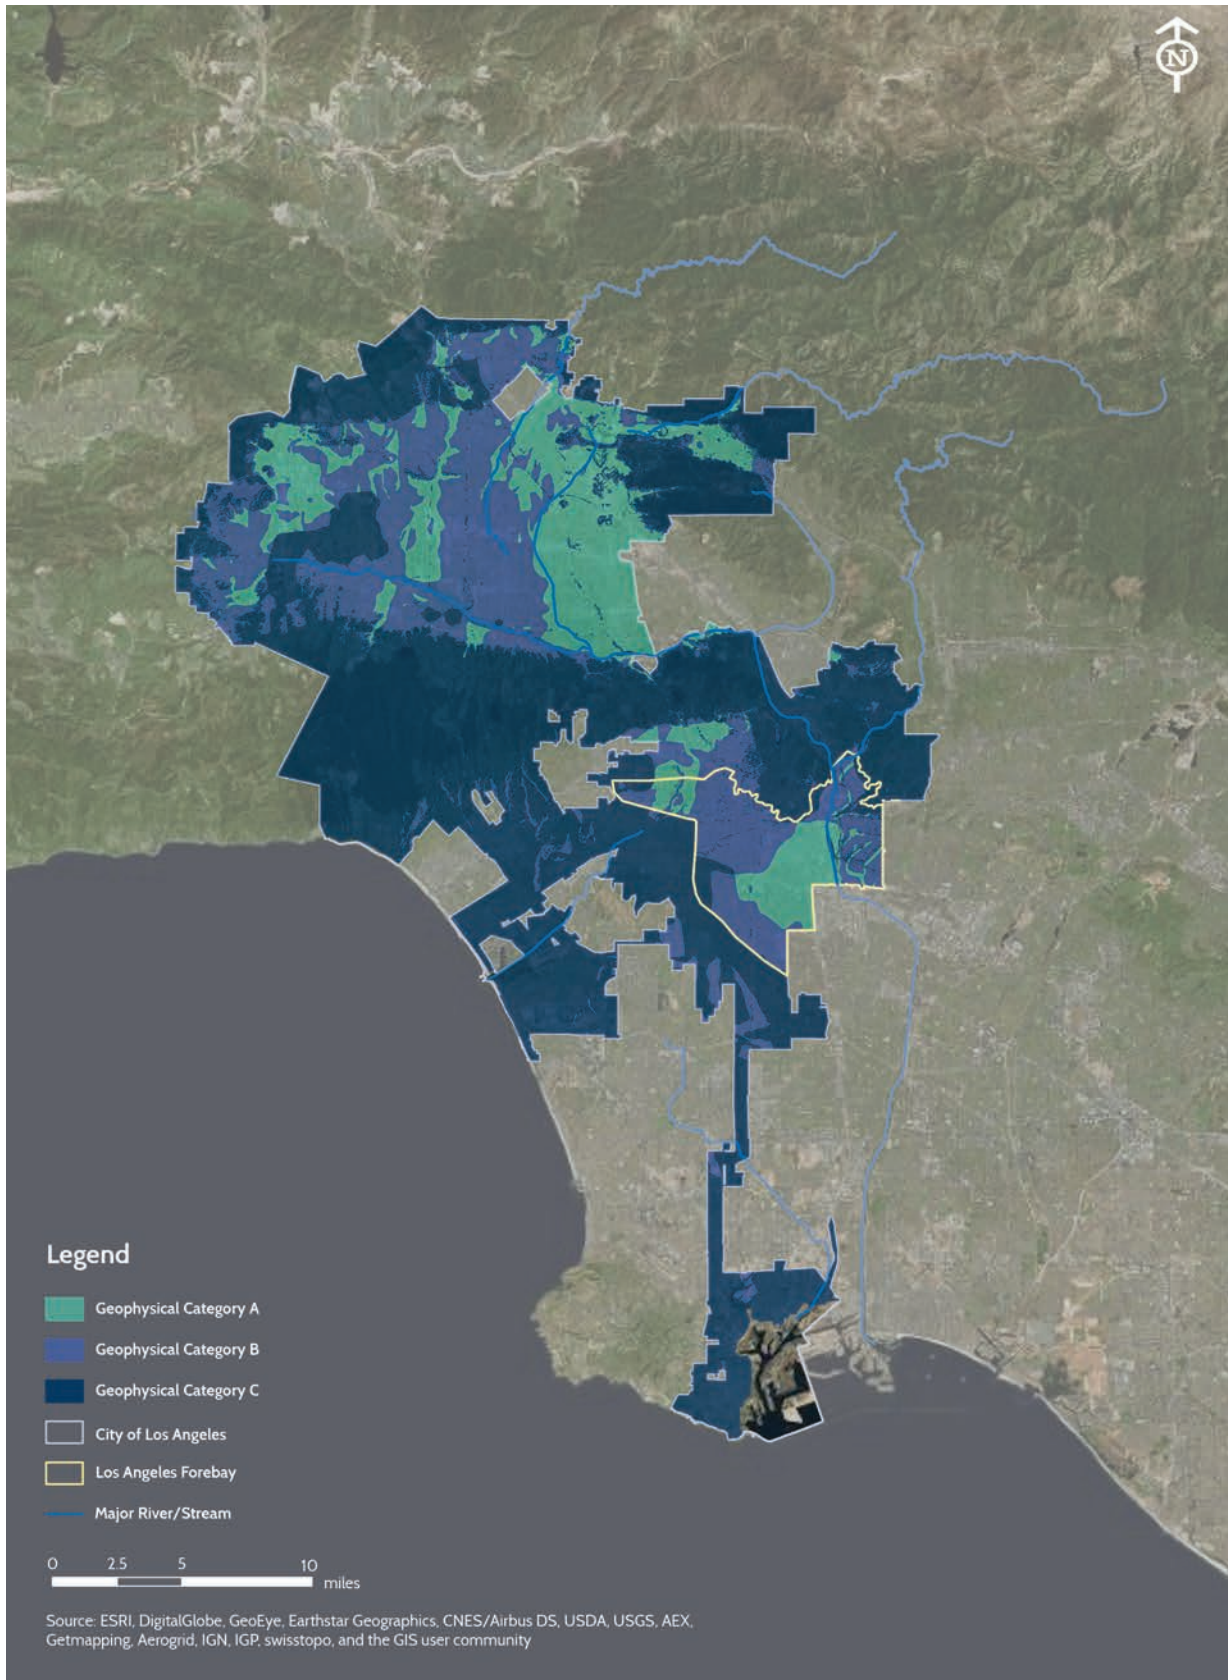 N
Legend
Geophysical Category A
Geophysical Category B
Geophysical Category C
City of Los Angeles
Los Angeles Forebay
Major River/Stream
0 2.5 5 10
miles
Source: ESRI, DigitalGlobe, GeoEye, Earthstar Geographics, CNES/Airbus DS, USDA, USGS, AEX,
Getmapping, Aerogrid, IGN, IGP, swisstopo, and the GIS user community